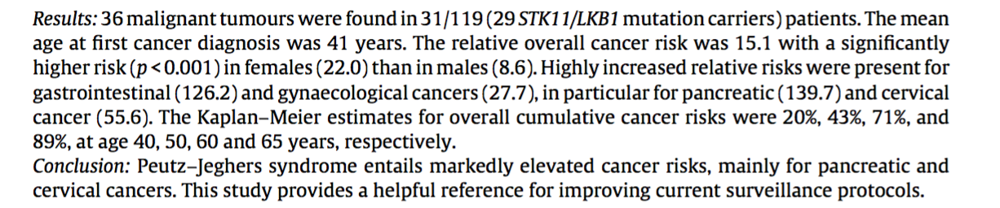 Results: 36 malignant tumours were found in 31/119 (29 STK11/LKB1 mutation carriers) patients. The mean
age at first cancer diagnosis was 41 years. The relative overall cancer risk was 15.1 with a significantly
higher risk (p < 0.001) in females (22.0) than in males (8.6). Highly increased relative risks were present for
gastrointestinal (126.2) and gynaecological cancers (27.7), in particular for pancreatic (139.7) and cervical
cancer (55.6). The Kaplan–Meier estimates for overall cumulative cancer risks were 20%, 43%, 71%, and
89%, at age 40, 50, 60 and 65 years, respectively.
Conclusion: Peutz–Jeghers syndrome entails markedly elevated cancer risks, mainly for pancreatic and
cervical cancers. This study provides a helpful reference for improving current surveillance protocols.